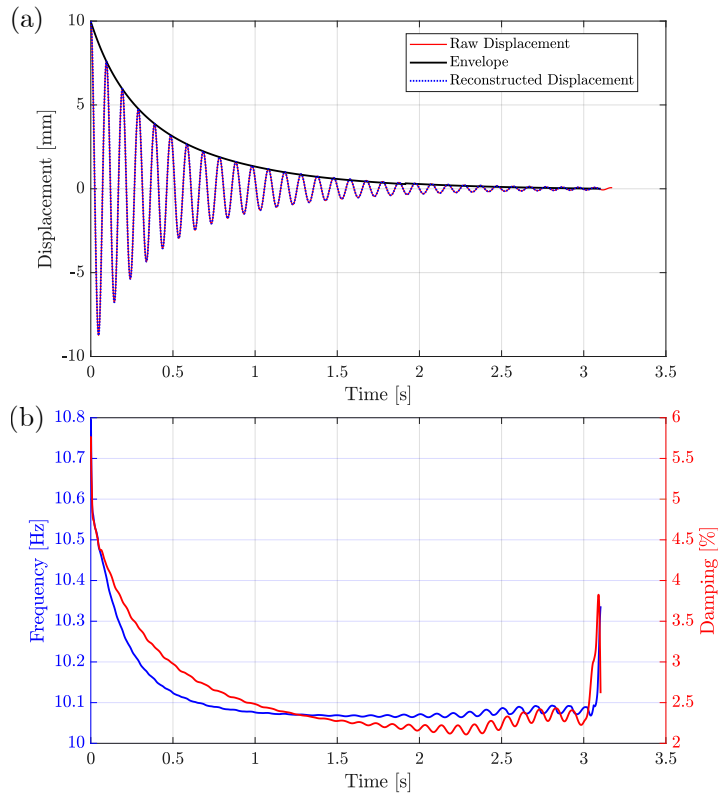 (a)
10
5
0
-5
-10
Displacement [mm]
Raw Displacement
Envelope
Reconstructed Displacement
0 0.5 1 1.5 2 2.5 3 3.5
Time [s]
(b)
10.8
10.7
10.6
10.5
10.4
10.3
10.2
10.1
10
Frequency [Hz]
6
5.5
5
4.5
4
3.5
3
2.5
2
Damping [%]
0 0.5 1 1.5 2 2.5 3 3.5
Time [s]